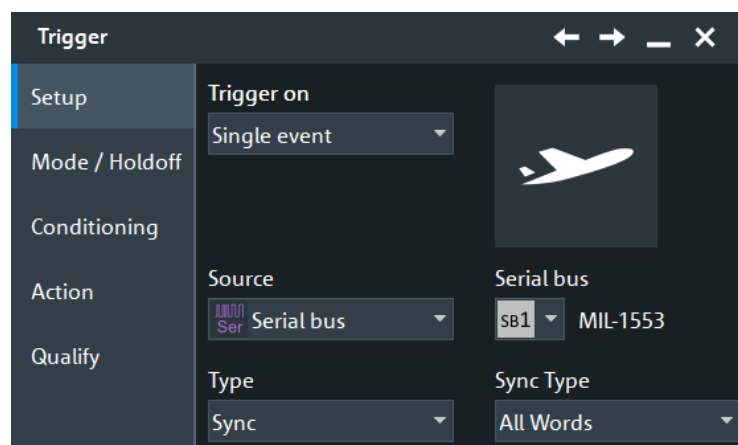 Trigger
Setup
Mode / Holdoff
Conditioning
Action
Qualify
Trigger on
Single event
Source
Serial bus
Ser Serial bus
SB1 MIL-1553
Type
Sync Type
Sync
All Words